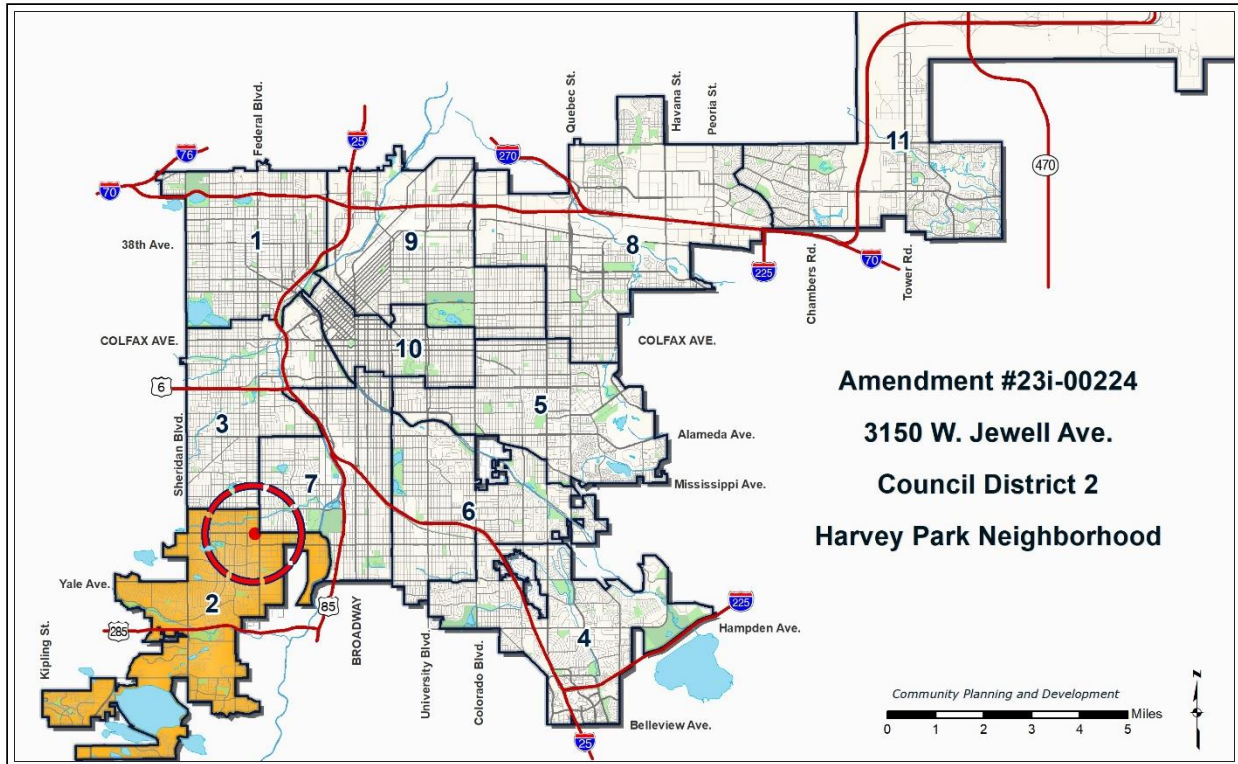 Federal Blvd.
Quebec St.
Havana St.
Peoria St.
76
25
270
70
11
470
38th Ave.
1
9
8
225
70
Chambers Rd.
Tower Rd.
COLFAX AVE.
10
COLFAX AVE.
6
Amendment #23i-00224
3150 W. Jewell Ave.
Council District 2
Harvey Park Neighborhood
5
3
Sheridan Blvd.
Alameda Ave.
7
Mississippi Ave.
6
Yale Ave.
2
85
BROADWAY
University Blvd.
Colorado Blvd.
4
225
Hampden Ave.
285
Kipling St.
Belleview Ave.
25
Community Planning and Development
Miles
0 1 2 3 4 5
N